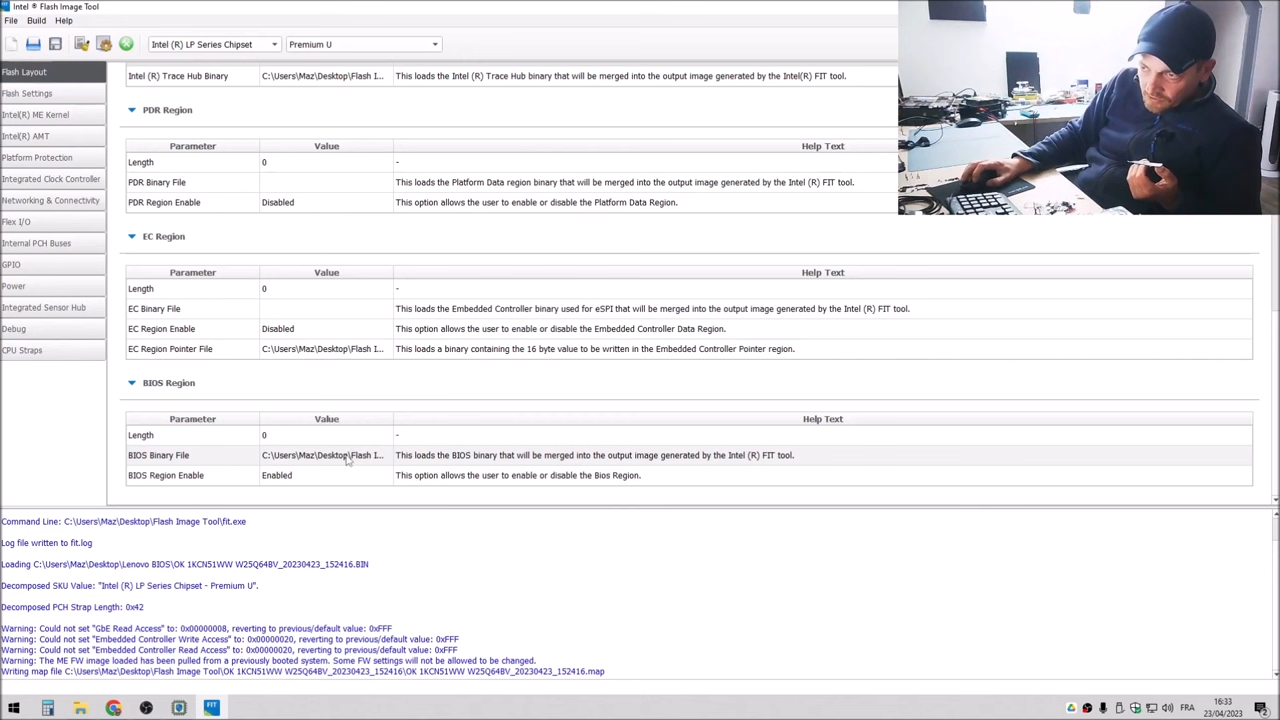 Intel ® Flash Image Tool
File Build Help
Intel (R) LP Series Chipset Premium U
Flash Layout
Flash Settings
Intel(R) ME Kernel
Intel(R) AMT
Platform Protection
Integrated Clock Controller
Networking & Connectivity
Flex I/O
Internal PCH Buses
GPIO
Power
Integrated Sensor Hub
Debug
CPU Straps
Intel (R) Trace Hub Binary C:\Users\Maz\Desktop\Flash I... This loads the Intel (R) Trace Hub binary that will be merged into the output image generated by the Intel(R) FIT tool.
PDR Region
Parameter Value Help Text
Length 0 -
PDR Binary File This loads the Platform Data region binary that will be merged into the output image generated by the Intel (R) FIT tool.
PDR Region Enable Disabled This option allows the user to enable or disable the Platform Data Region.
EC Region
Parameter Value Help Text
Length 0 -
EC Binary File This loads the Embedded Controller binary used for eSPI that will be merged into the output image generated by the Intel (R) FIT tool.
EC Region Enable Disabled This option allows the user to enable or disable the Embedded Controller Data Region.
EC Region Pointer File C:\Users\Maz\Desktop\Flash I... This loads a binary containing the 16 byte value to be written in the Embedded Controller Pointer region.
BIOS Region
Parameter Value Help Text
Length 0 -
BIOS Binary File C:\Users\Maz\Desktop\Flash I... This loads the BIOS binary that will be merged into the output image generated by the Intel (R) FIT tool.
BIOS Region Enable Enabled This option allows the user to enable or disable the Bios Region.
Command Line: C:\Users\Maz\Desktop\Flash Image Tool\fit.exe
Log file written to fit.log
Loading C:\Users\Maz\Desktop\Lenovo BIOS\OK 1KCN51WW W25Q64BV_20230423_152416.BIN
Decomposed SKU Value: "Intel (R) LP Series Chipset - Premium U".
Decomposed PCH Strap Length: 0x42
Warning: Could not set "GbE Read Access" to: 0x00000008, reverting to previous/default value: 0xFFF
Warning: Could not set "Embedded Controller Write Access" to: 0x00000020, reverting to previous/default value: 0xFFF
Warning: Could not set "Embedded Controller Read Access" to: 0x00000020, reverting to previous/default value: 0xFFF
Warning: The ME FW image loaded has been pulled from a previously booted system. Some FW settings will not be allowed to be changed.
Writing map file C:\Users\Maz\Desktop\Flash Image Tool\OK 1KCN51WW W25Q64BV_20230423_152416\OK 1KCN51WW W25Q64BV_20230423_152416.map
FIT
FRA
16:33
23/04/2023
2